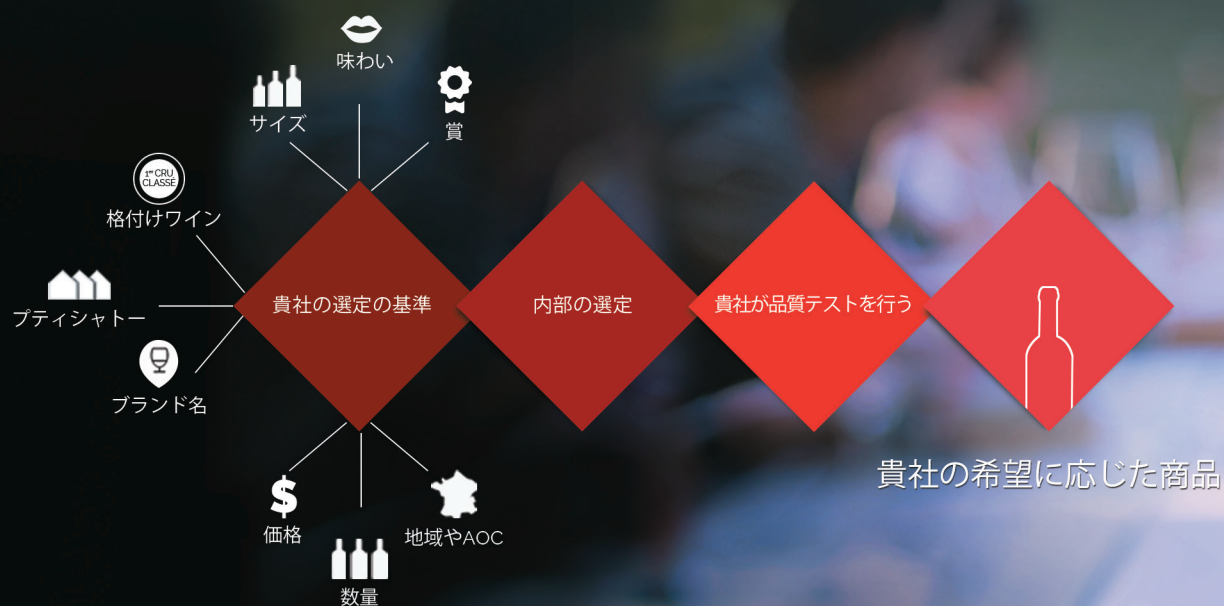 味わい
サイズ
賞
1er CRU
CLASSÉ
格付けワイン
プティシャトー
ブランド名
貴社の選定の基準
内部の選定
貴社が品質テストを行う
$
価格
地域やAOC
数量
貴社の希望に応じた商品